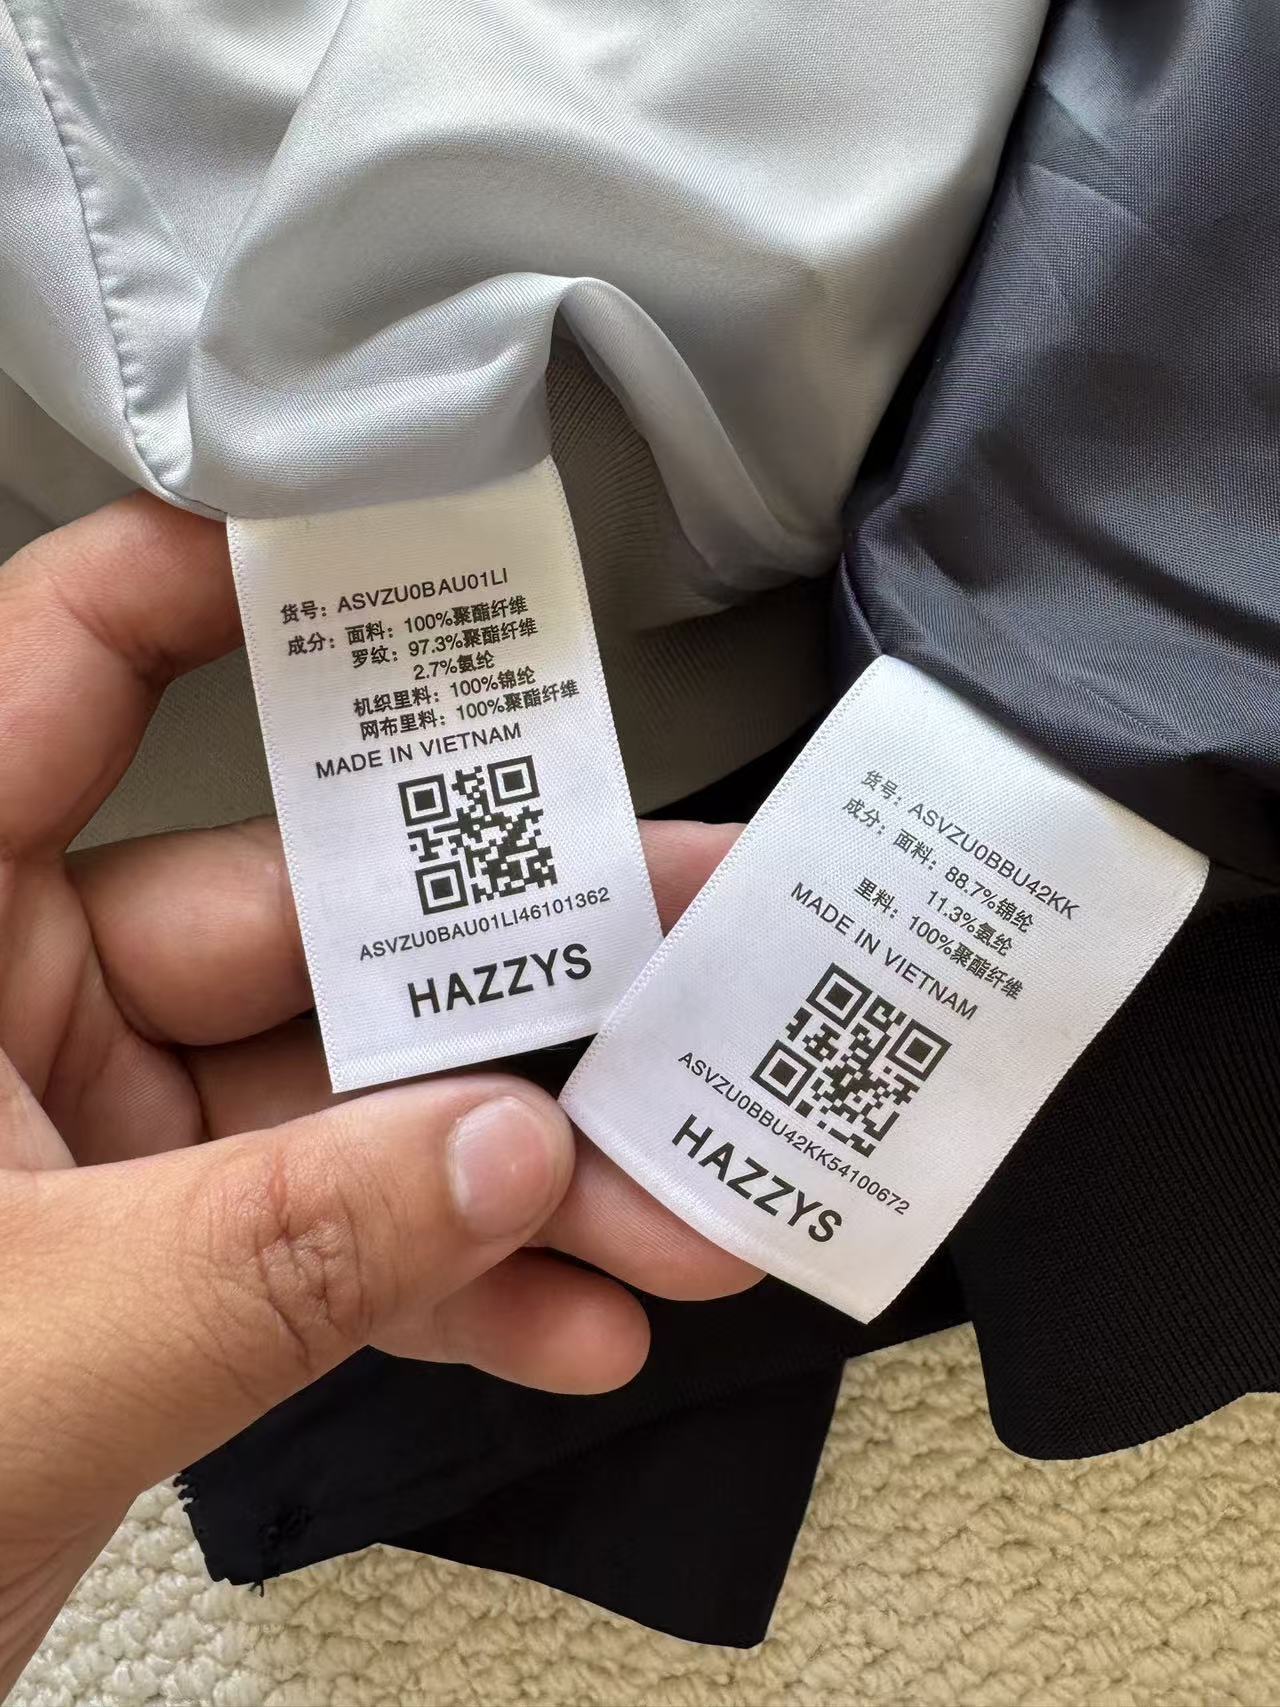 货号：ASVZU0BAU01LI
成分：面料：100%聚酯纤维
罗纹：97.3%聚酯纤维
2.7%氨纶
机织里料：100%锦纶
网布里料：100%聚酯纤维
MADE IN VIETNAM
ASVZU0BAU01LI46101362
HAZZYS
货号：ASVZU0BBU42KK
成分：面料：88.7%锦纶
11.3%氨纶
里料：100%聚酯纤维
MADE IN VIETNAM
ASVZU0BBU42KK54100672
HAZZYS